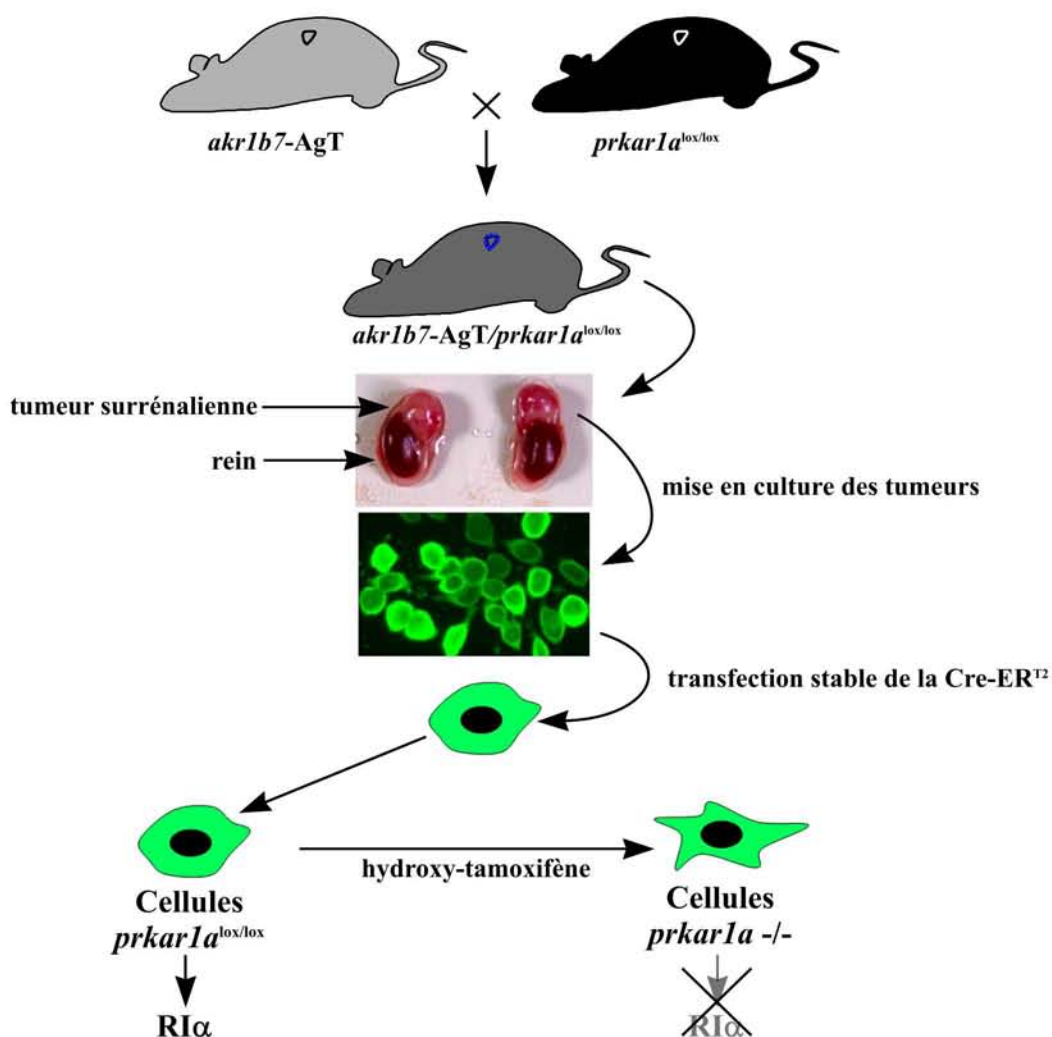 akr1b7-AgT
prkar1a^lox/lox
akr1b7-AgT/prkar1a^lox/lox
tumeur surrénalienne
rein
mise en culture des tumeurs
transfection stable de la Cre-ER^T2
hydroxy-tamoxifène
Cellules
prkar1a^lox/lox
RIα
Cellules
prkar1a -/-
RIα